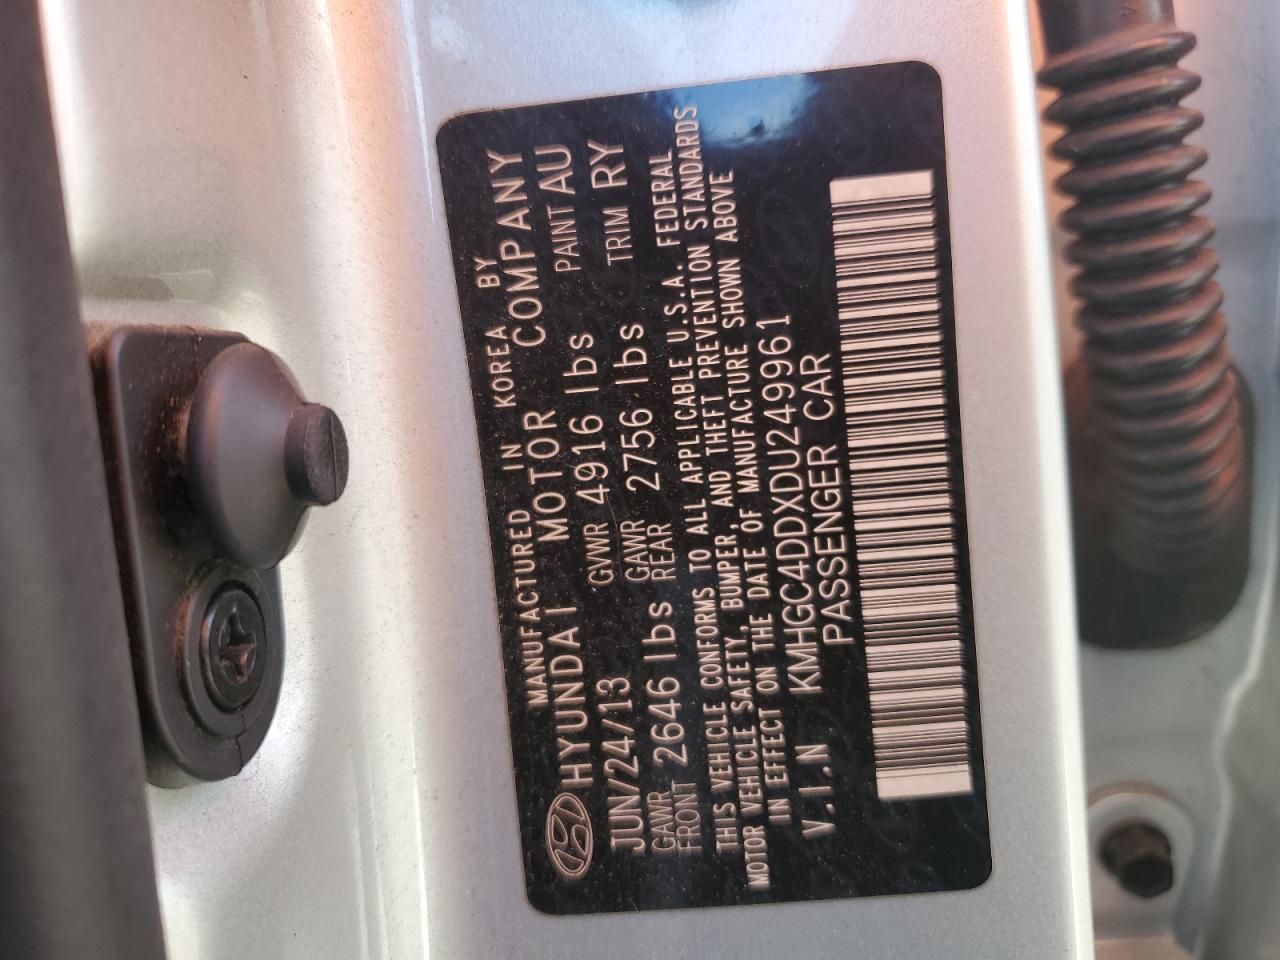 MANUFACTURED IN KOREA BY
HYUNDAI MOTOR COMPANY
JUN/24/13 GVWR 4916 lbs PAINT AU
GAWR FRONT 2646 lbs GAWR REAR 2756 lbs TRIM RY
THIS VEHICLE CONFORMS TO ALL APPLICABLE U.S.A. FEDERAL
MOTOR VEHICLE SAFETY, BUMPER, AND THEFT PREVENTION STANDARDS
IN EFFECT ON THE DATE OF MANUFACTURE SHOWN ABOVE
V.I.N KMHGC4DDXDU249961
PASSENGER CAR